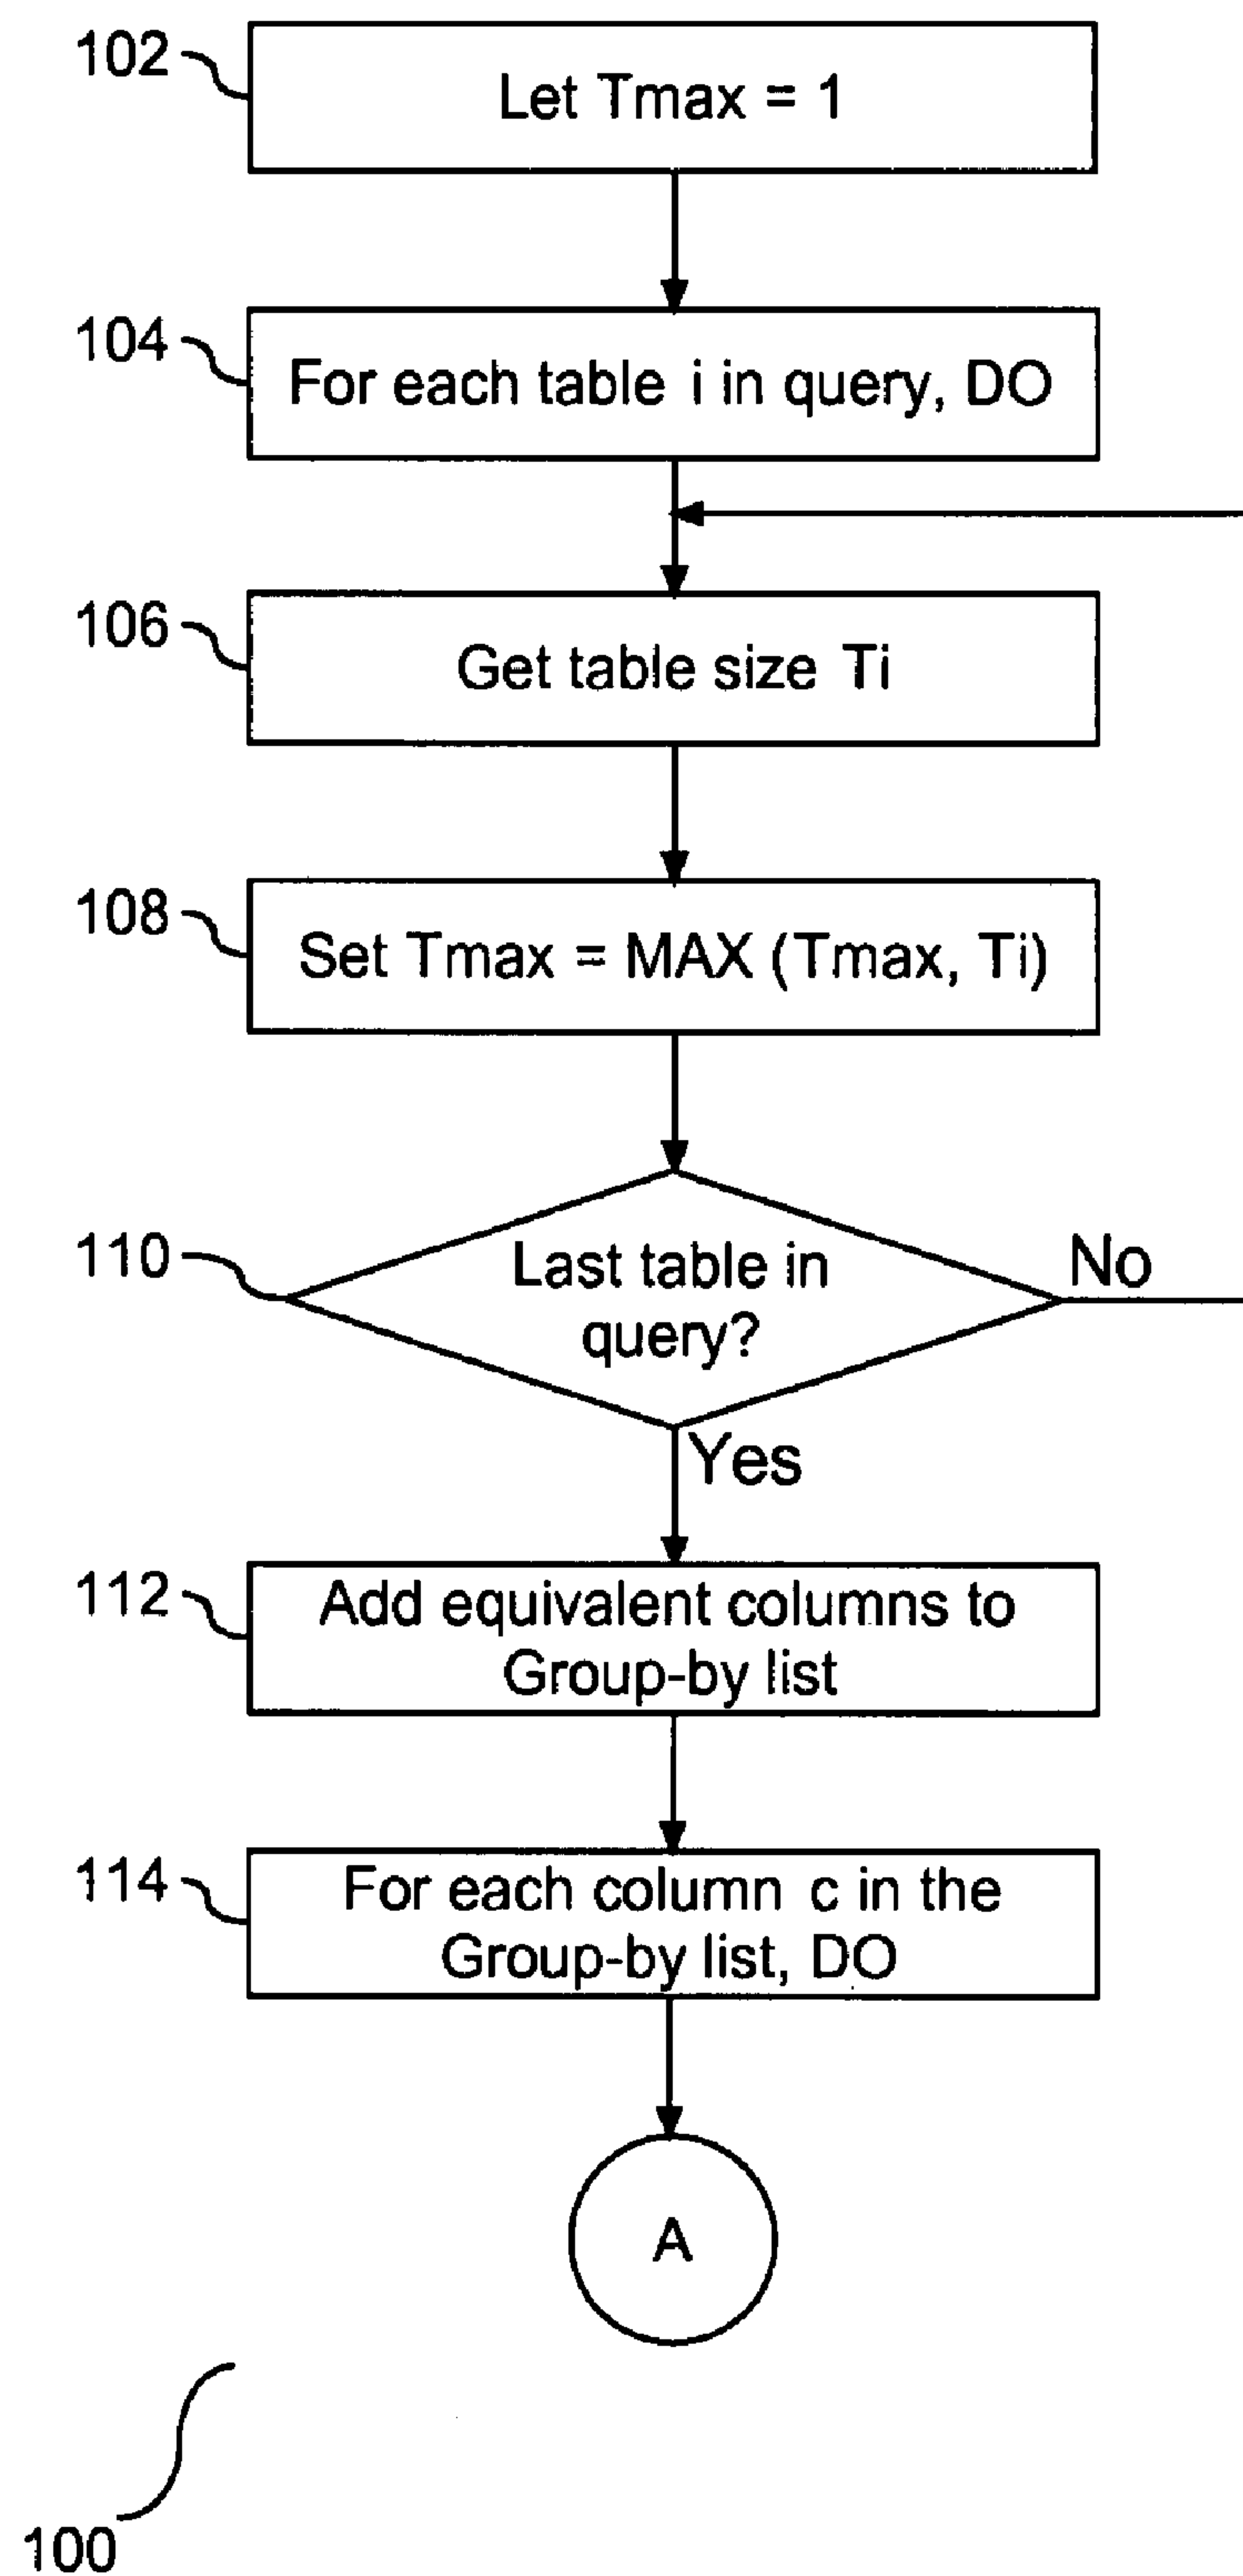 102
Let Tmax = 1
104
For each table i in query, DO
106
Get table size Ti
108
Set Tmax = MAX (Tmax, Ti)
110
Last table in
query?
No
Yes
112
Add equivalent columns to
Group-by list
114
For each column c in the
Group-by list, DO
A
100